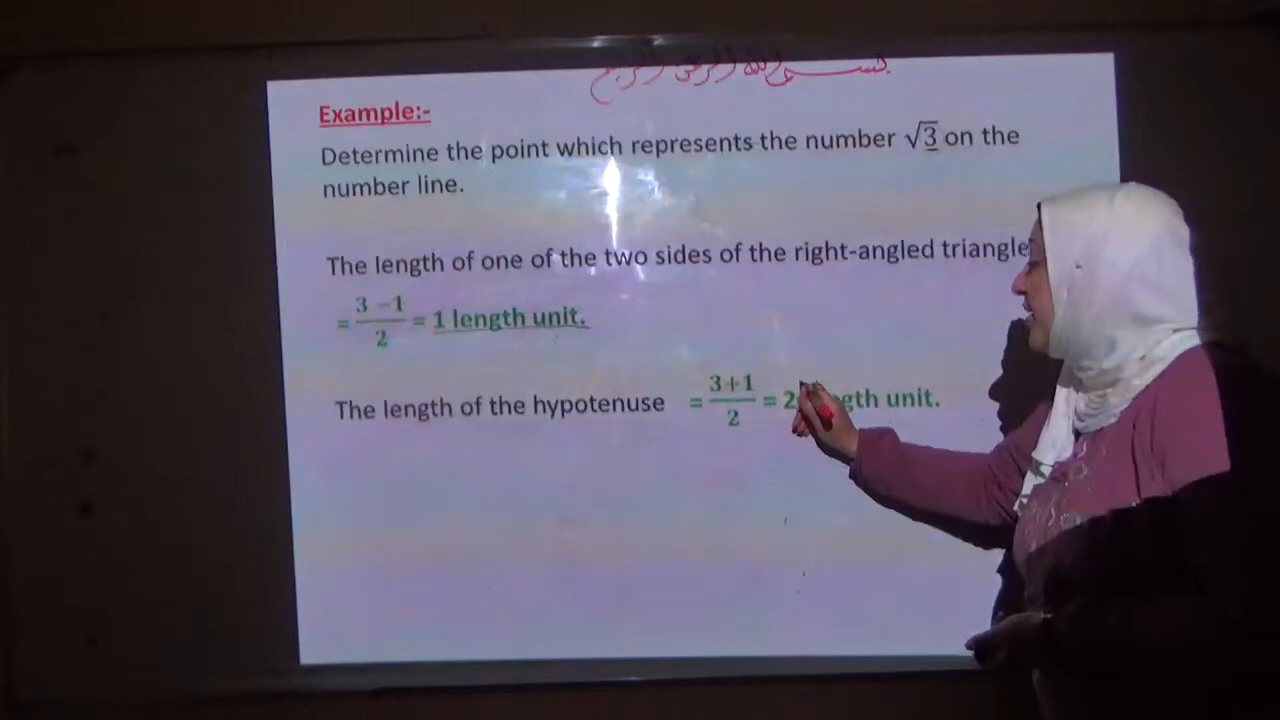 بسم الله الرحمن الرحيم
Example:-
Determine the point which represents the number √3 on the
number line.
The length of one of the two sides of the right-angled triangle
= (3 − 1)/2 = 1 length unit.
The length of the hypotenuse = (3+1)/2 = 2 unit.